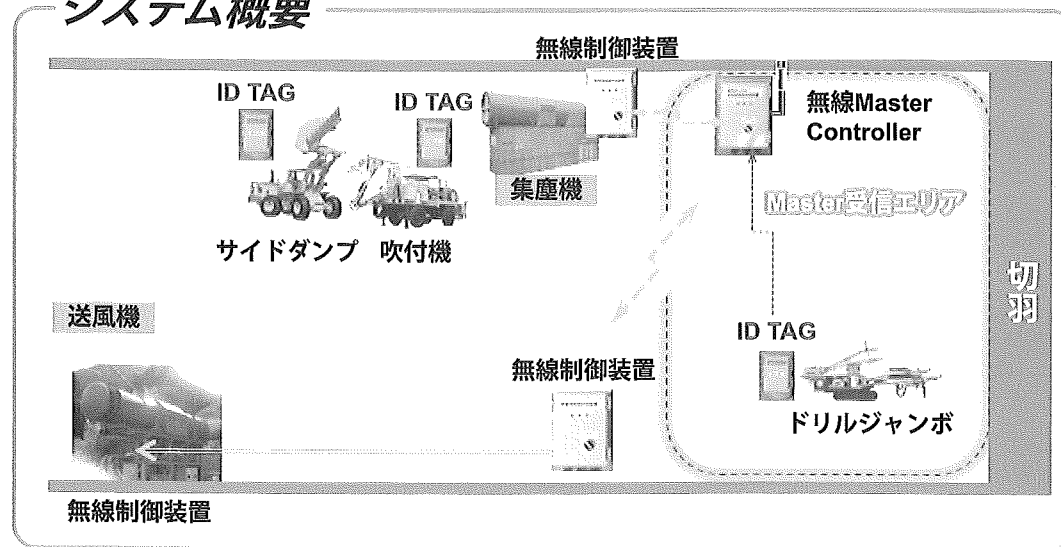 システム概要
無線制御装置
ID TAG
ID TAG
無線Master
Controller
集塵機
Master受信エリア
サイドダンプ
吹付機
切羽
送風機
ID TAG
無線制御装置
ドリルジャンボ
無線制御装置